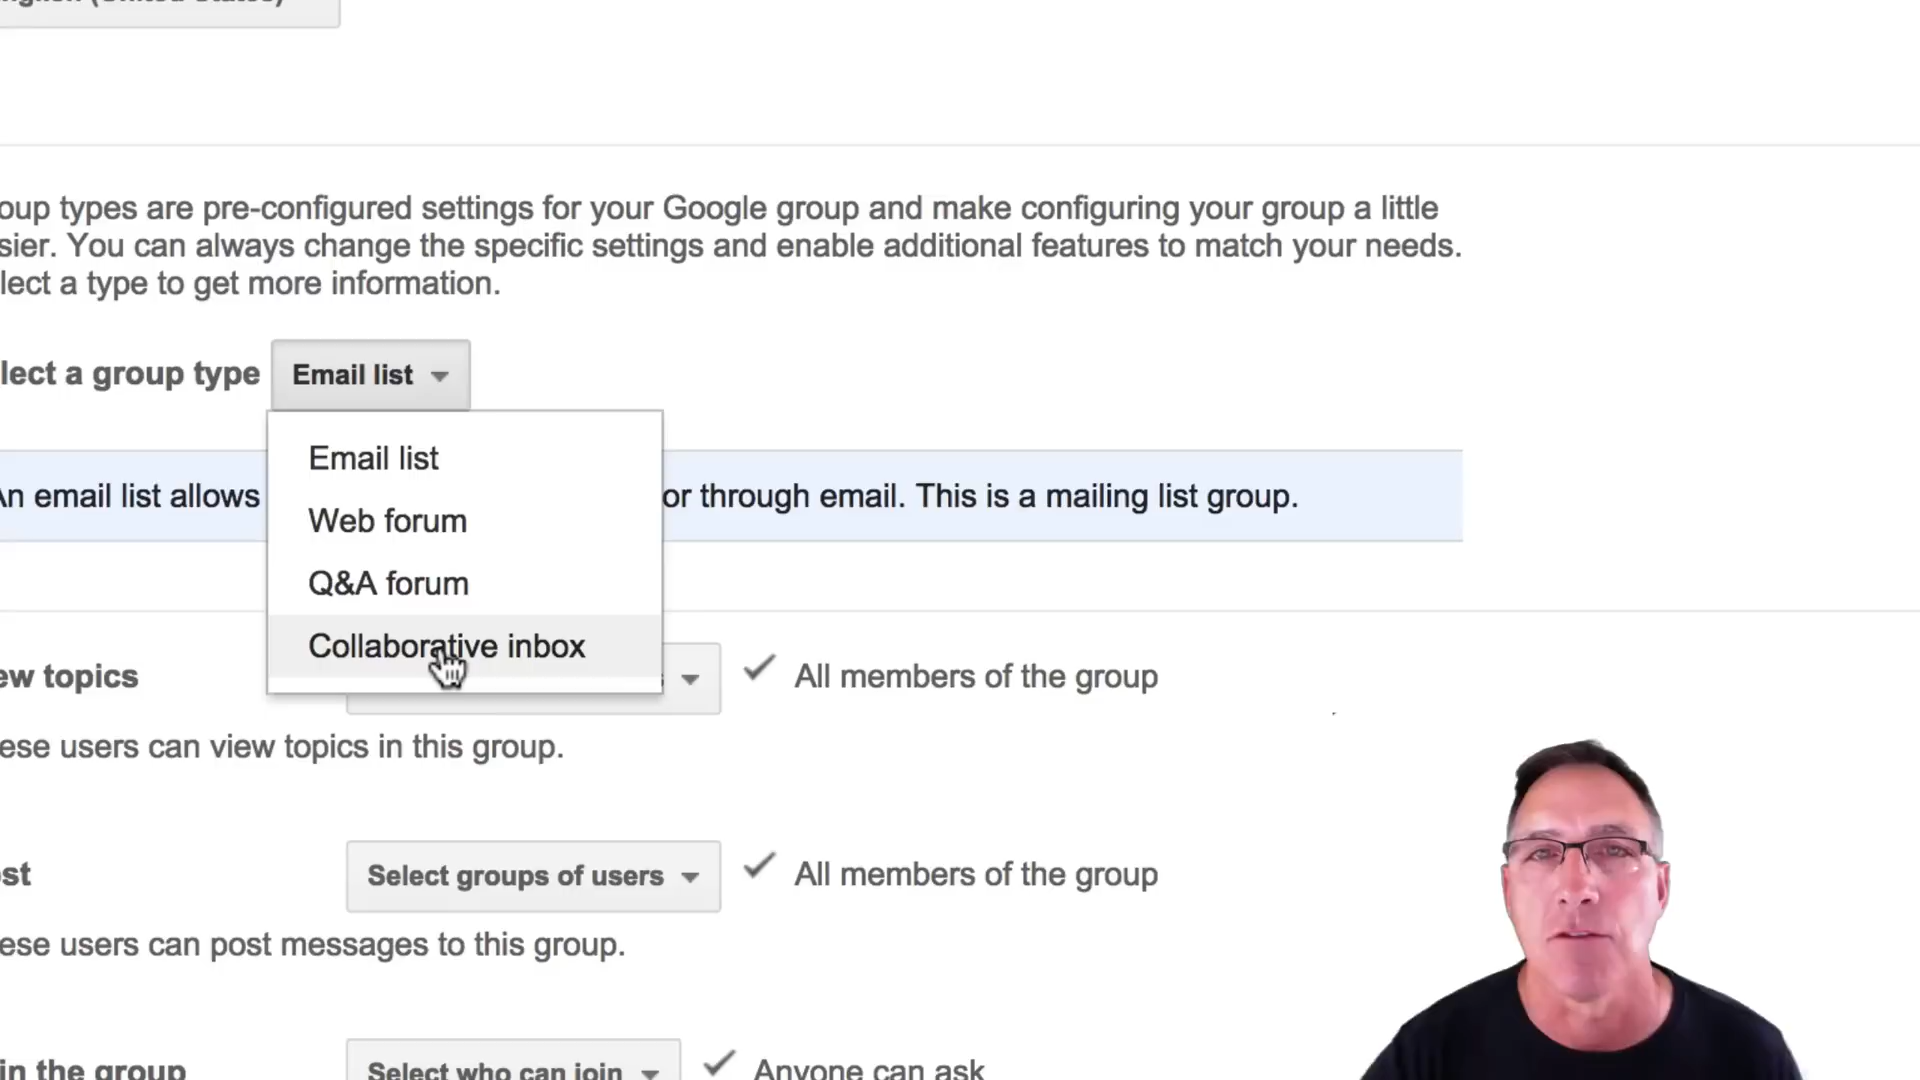 English (United States)
oup types are pre-configured settings for your Google group and make configuring your group a little
sier. You can always change the specific settings and enable additional features to match your needs.
lect a type to get more information.
lect a group type Email list
Email list
An email list allows or through email. This is a mailing list group.
Web forum
Q&A forum
Collaborative inbox
ew topics All members of the group
ese users can view topics in this group.
st Select groups of users All members of the group
ese users can post messages to this group.
in the group Select who can join Anyone can ask